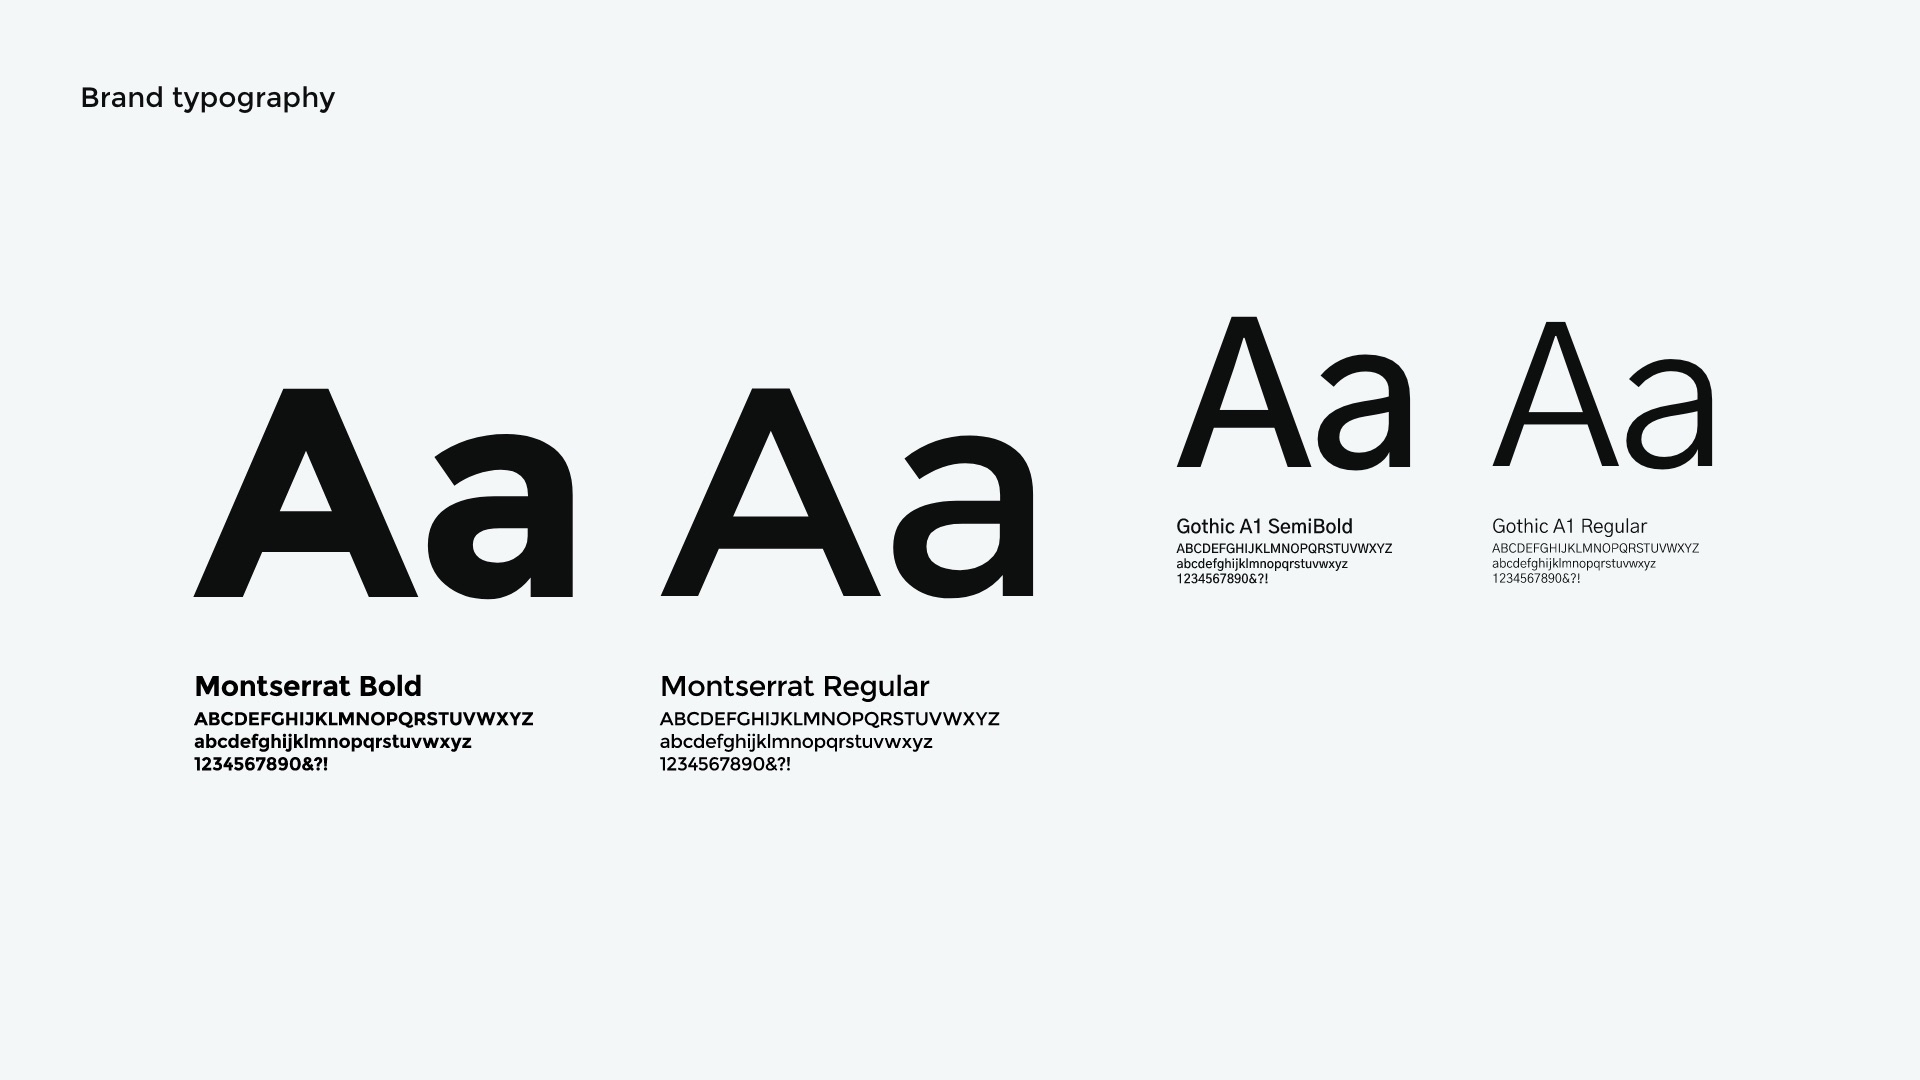 Brand typography
Aa
Montserrat Bold
ABCDEFGHIJKLMNOPQRSTUVWXYZ
abcdefghijklmnopqrstuvwxyz
1234567890&?!
Aa
Montserrat Regular
ABCDEFGHIJKLMNOPQRSTUVWXYZ
abcdefghijklmnopqrstuvwxyz
1234567890&?!
Aa
Gothic A1 SemiBold
ABCDEFGHIJKLMNOPQRSTUVWXYZ
abcdefghijklmnopqrstuvwxyz
1234567890&?!
Aa
Gothic A1 Regular
ABCDEFGHIJKLMNOPQRSTUVWXYZ
abcdefghijklmnopqrstuvwxyz
1234567890&?!